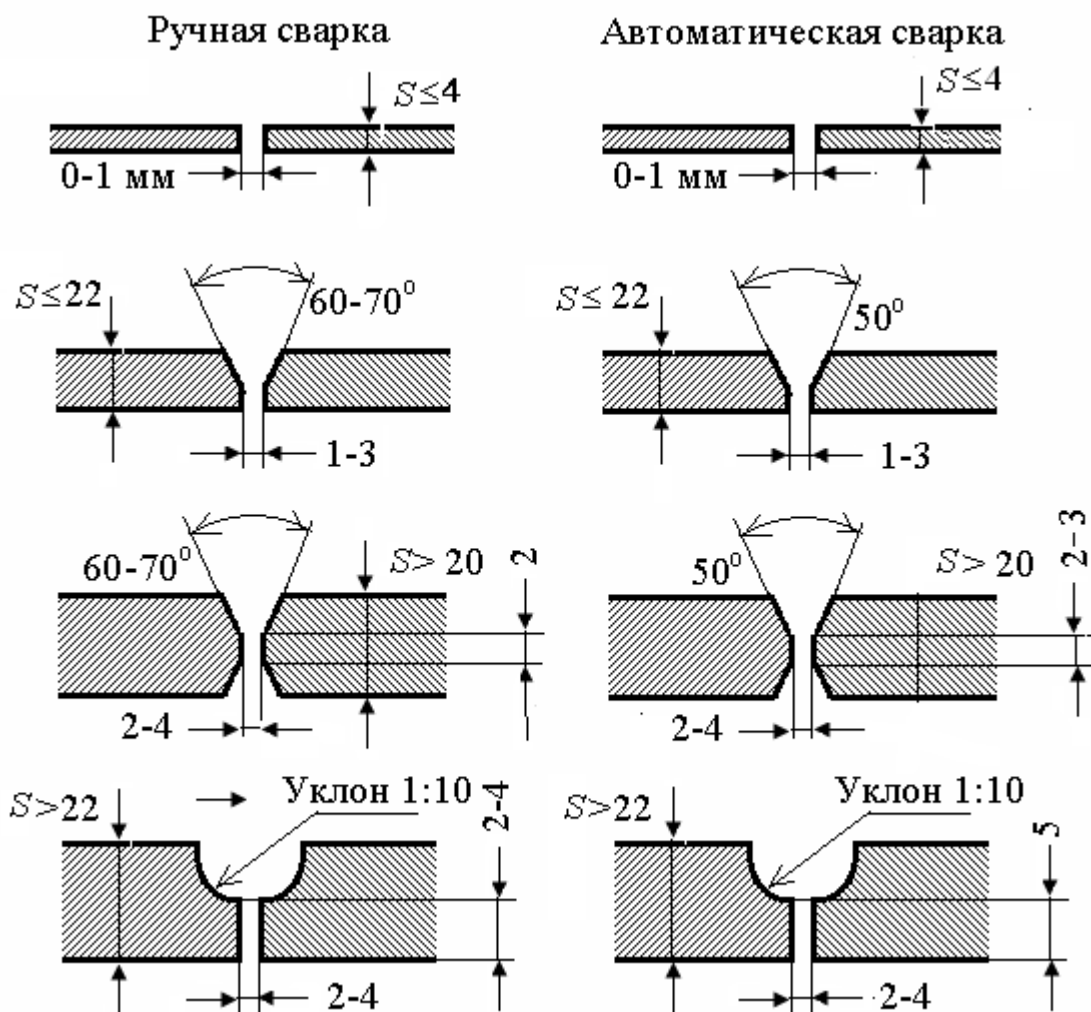 Ручная сварка
Автоматическая сварка
S≤4
S≤4
0-1 мм
0-1 мм
S≤22
60-70°
S≤ 22
50°
1-3
1-3
60-70°
S> 20
2
50°
S> 20
2-3
2-4
2-4
S>22
Уклон 1:10
2-4
S>22
Уклон 1:10
5
2-4
2-4